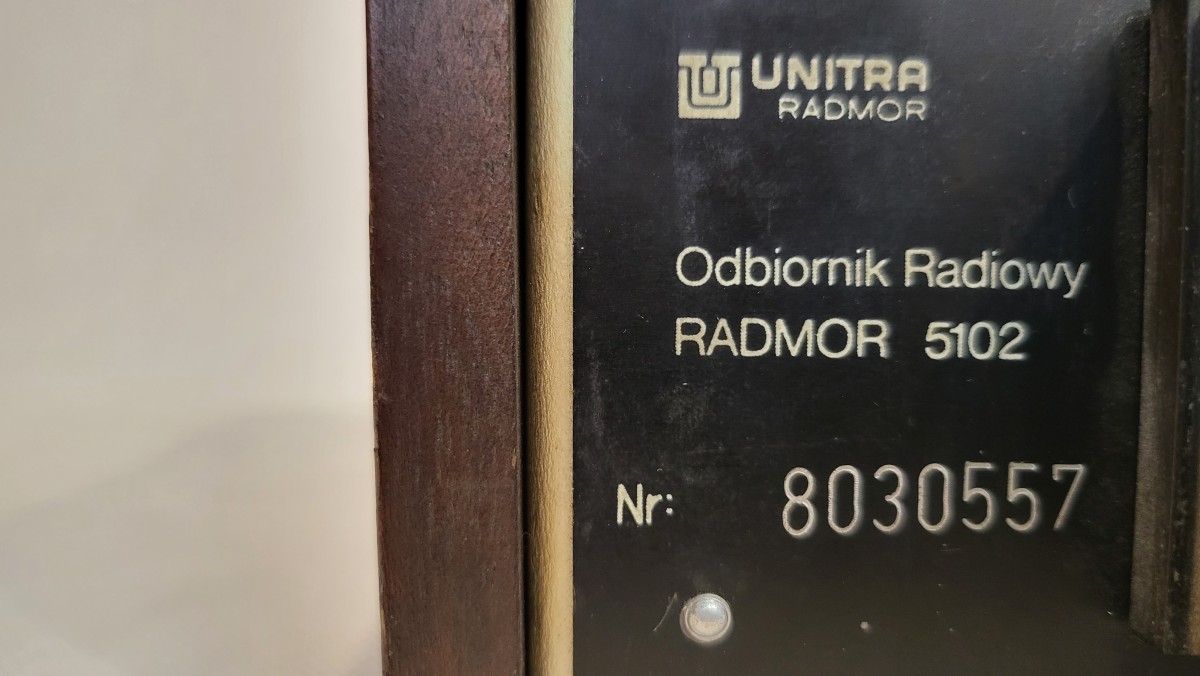 UNITRA
RADMOR
Odbiornik Radiowy
RADMOR 5102
Nr: 8030557